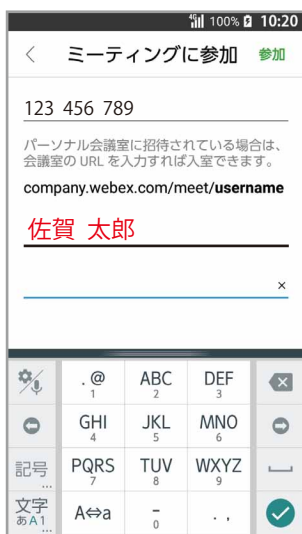 4G 100% 10:20
ミーティングに参加 参加
123 456 789
パーソナル会議室に招待されている場合は、
会議室の URL を入力すれば入室できます。
company.webex.com/meet/username
佐賀 太郎
×
.@ ABC DEF
1 2 3
GHI JKL MNO
4 5 6
記号 PQRS TUV WXYZ
... 7 8 9
文字 A⇔a - . ,
あA1 ... 0